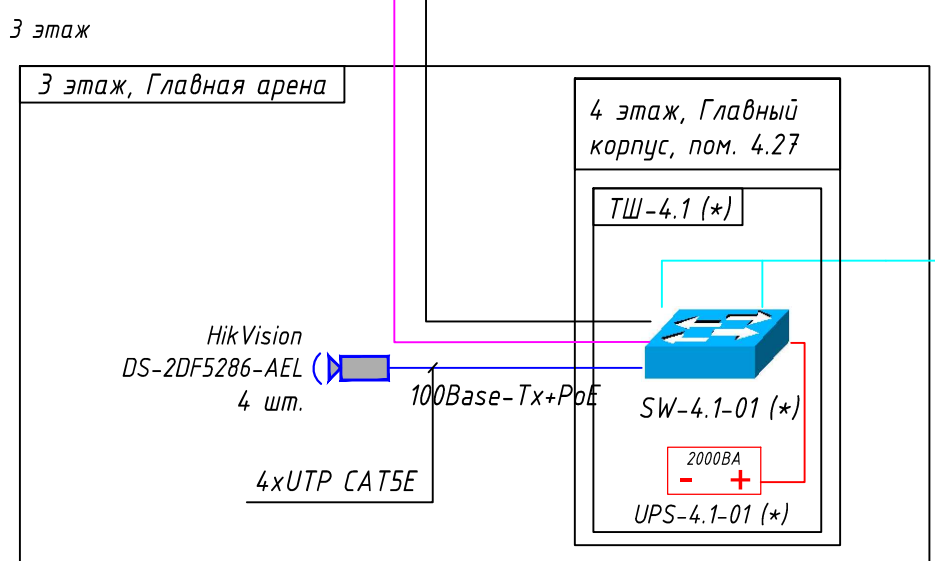 3 этаж
3 этаж, Главная арена
4 этаж, Главный
корпус, пом. 4.27
ТШ-4.1 (*)
HikVision
DS-2DF5286-AEL
4 шт.
100Base-Tx+PoE
4xUTP CAT5E
SW-4.1-01 (*)
2000ВА
- +
UPS-4.1-01 (*)